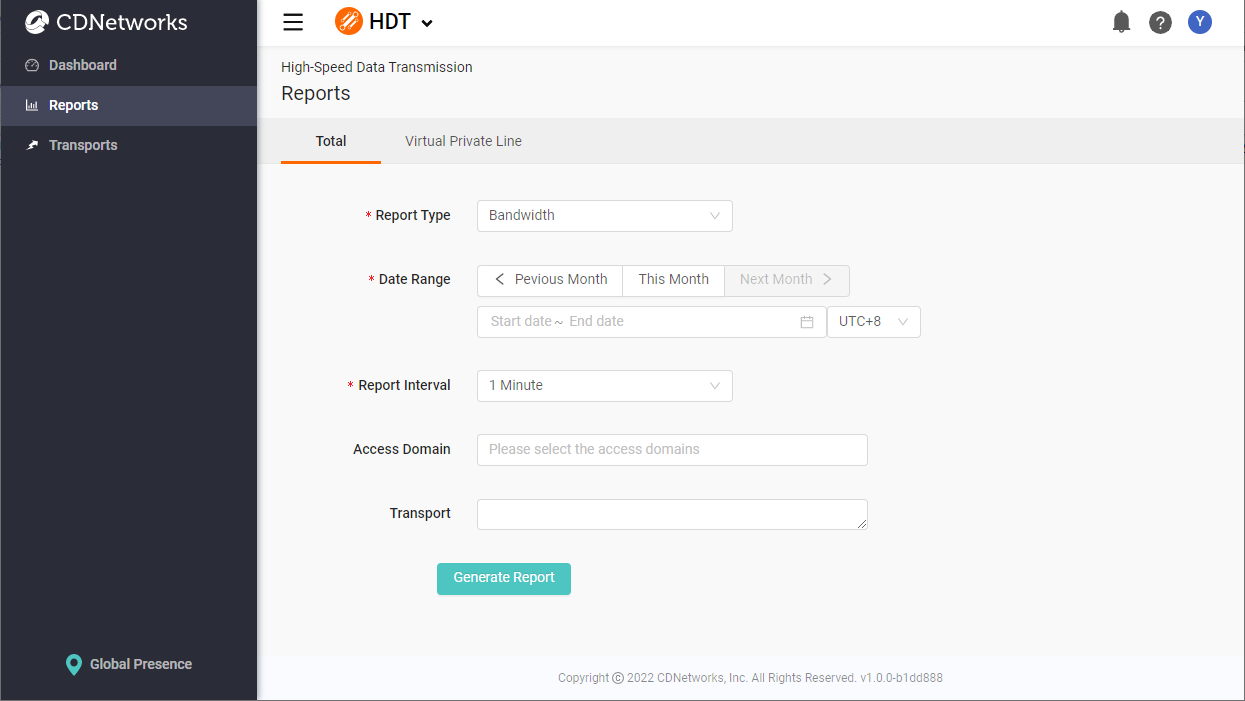 CDNetworks
HDT
?
Y
Dashboard
Reports
Transports
Global Presence
High-Speed Data Transmission
Reports
Total
Virtual Private Line
* Report Type
Bandwidth
* Date Range
Pevious Month
This Month
Next Month
Start date ~ End date
UTC+8
* Report Interval
1 Minute
Access Domain
Please select the access domains
Transport
Generate Report
Copyright © 2022 CDNetworks, Inc. All Rights Reserved. v1.0.0-b1dd888